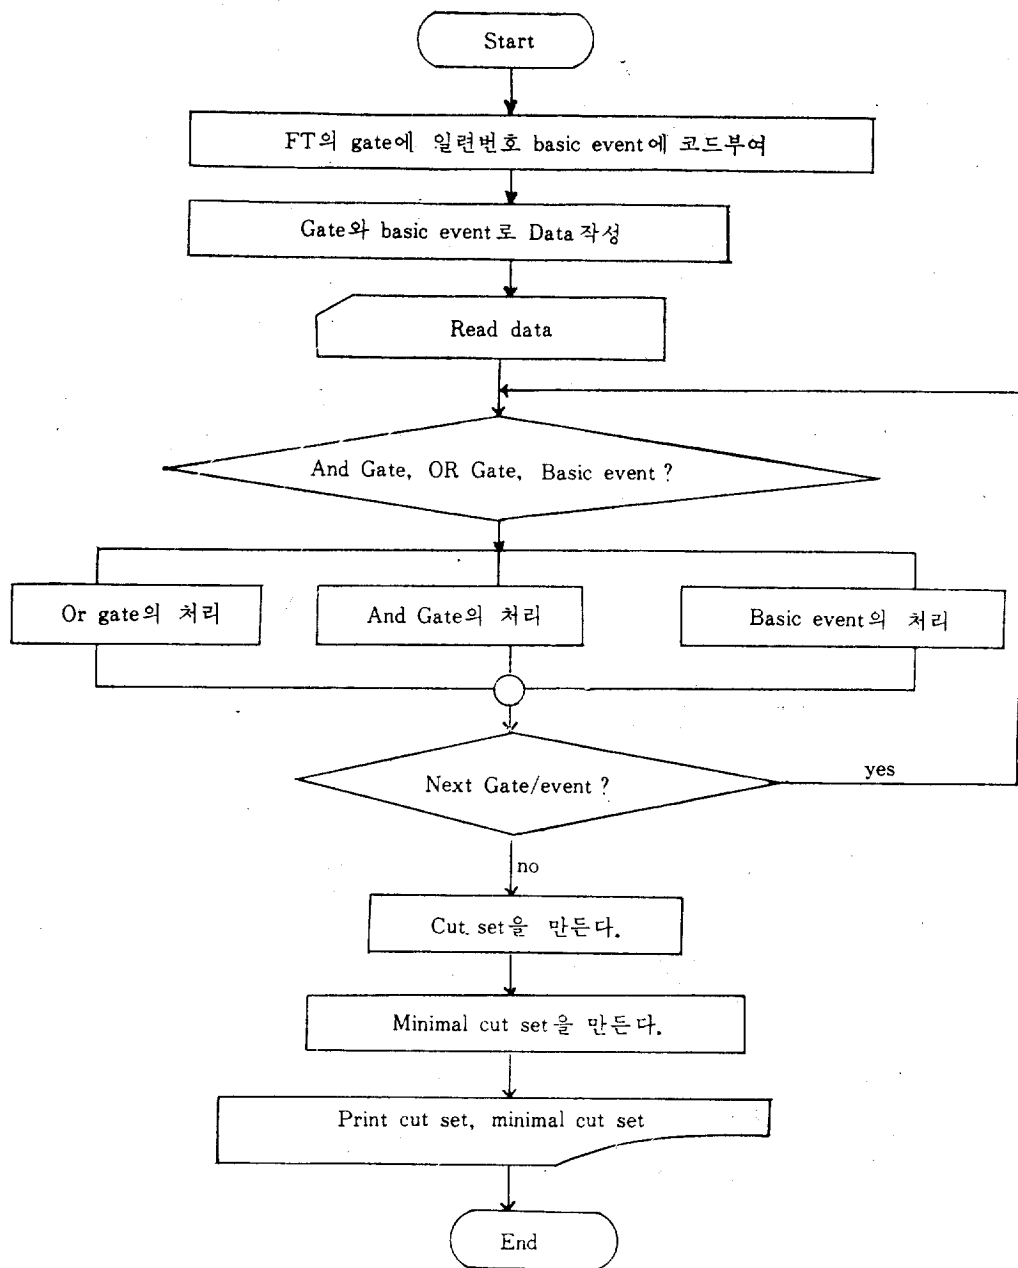 Start
FT의 gate에 일련번호 basic event에 코드부여
Gate와 basic event로 Data작성
Read data
And Gate, OR Gate, Basic event ?
Or gate의 처리
And Gate의 처리
Basic event의 처리
Next Gate/event ?
yes
no
Cut. set을 만든다.
Minimal cut set을 만든다.
Print cut set, minimal cut set
End